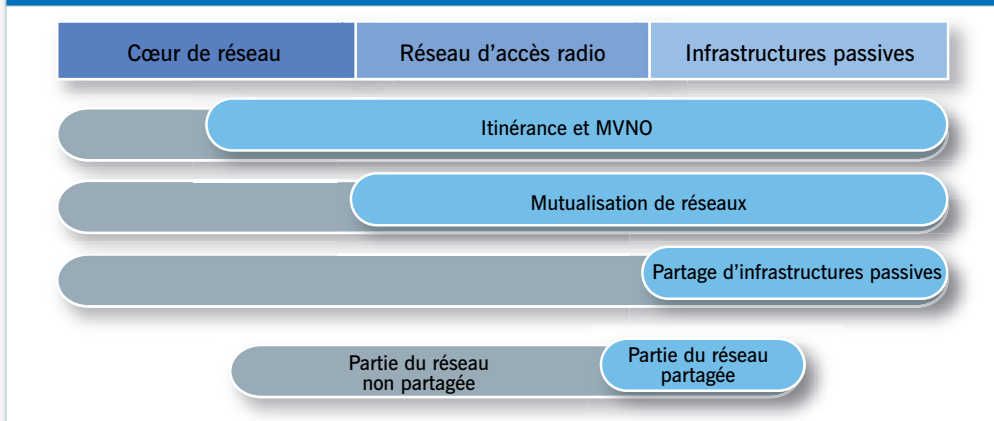 Cœur de réseau
Réseau d'accès radio
Infrastructures passives
Itinérance et MVNO
Mutualisation de réseaux
Partage d'infrastructures passives
Partie du réseau
non partagée
Partie du réseau
partagée